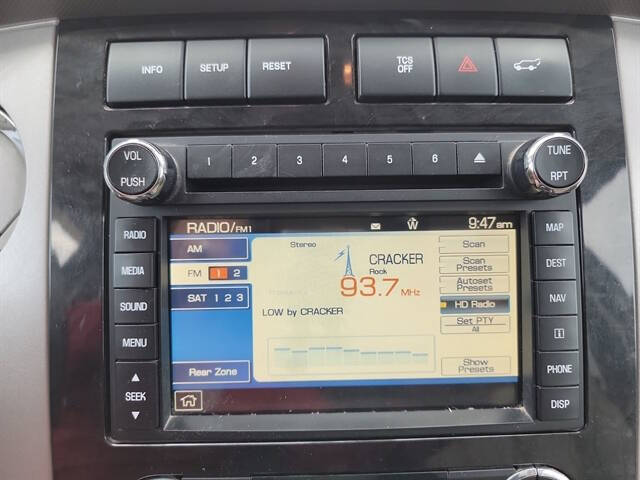 INFO SETUP RESET TCS OFF
VOL PUSH
1 2 3 4 5 6
TUNE RPT
RADIO
MEDIA
SOUND
MENU
SEEK
RADIO/FM1 W 9:47am
AM
FM 1 2
SAT 1 2 3
Rear Zone
Stereo
CRACKER
Rock
93.7 MHz
LOW by CRACKER
Scan
Scan
Presets
Autoset
Presets
HD Radio
Set PTY
All
Show
Presets
MAP
DEST
NAV
i
PHONE
DISP